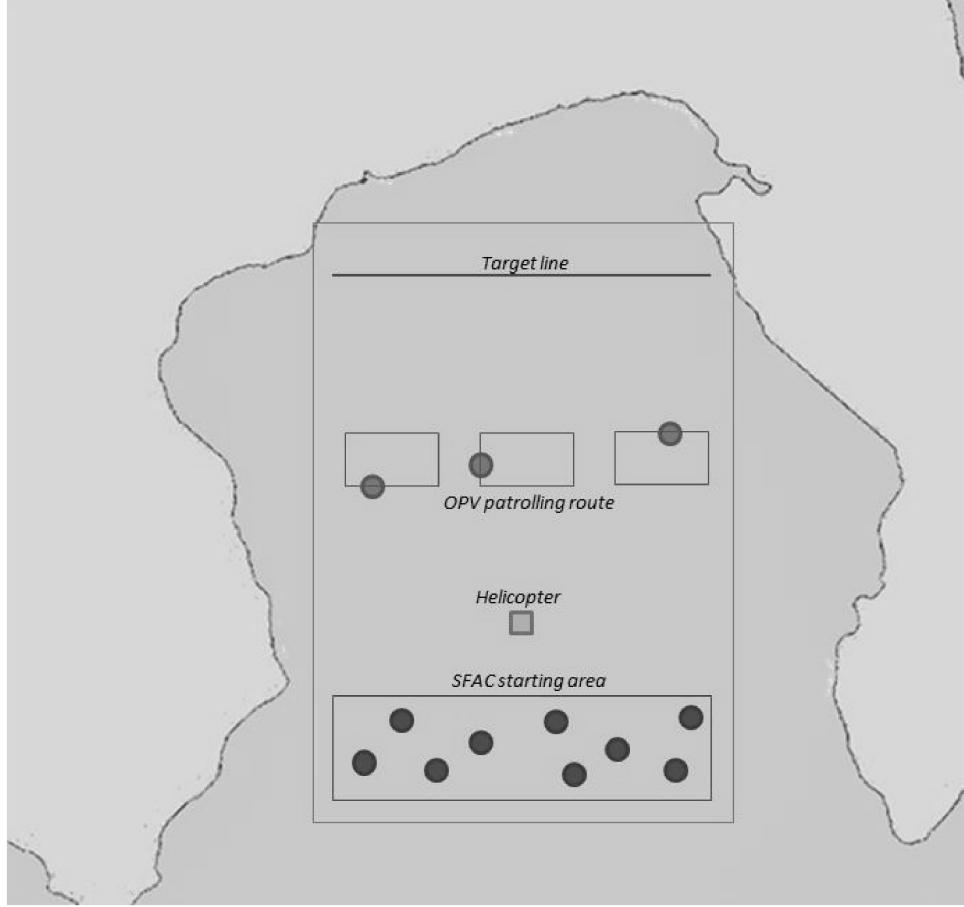 Target line
OPV patrolling route
Helicopter
SFAC starting area